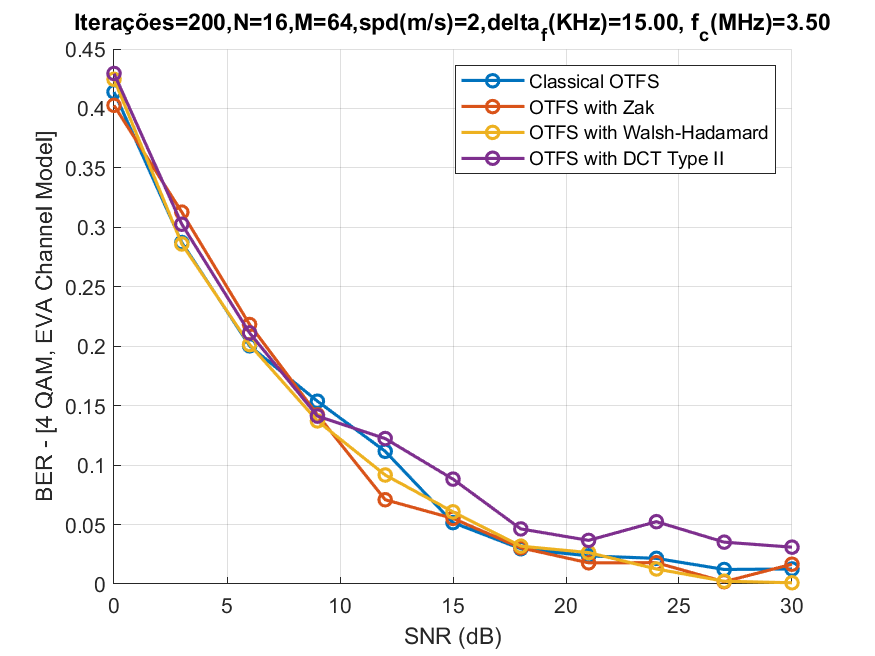 Iterações=200,N=16,M=64,spd(m/s)=2,delta_f(KHz)=15.00, f_c(MHz)=3.50
0.45
0.4
0.35
0.3
0.25
0.2
0.15
0.1
0.05
0
BER - [4 QAM, EVA Channel Model]
Classical OTFS
OTFS with Zak
OTFS with Walsh-Hadamard
OTFS with DCT Type II
0 5 10 15 20 25 30
SNR (dB)